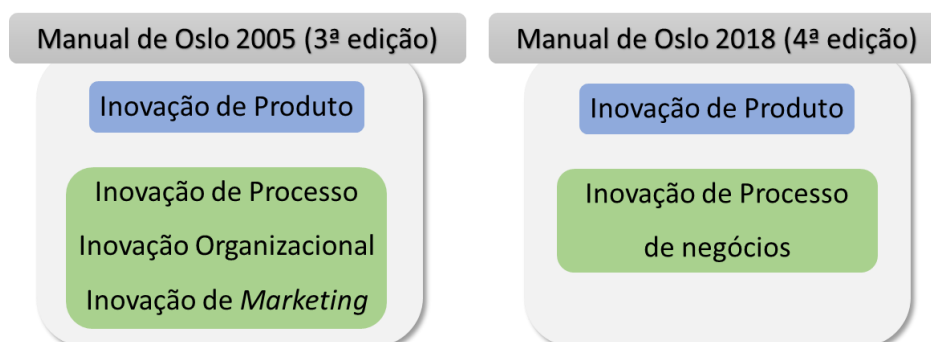 Manual de Oslo 2005 (3ª edição)
Inovação de Produto
Inovação de Processo
Inovação Organizacional
Inovação de Marketing
Manual de Oslo 2018 (4ª edição)
Inovação de Produto
Inovação de Processo
de negócios